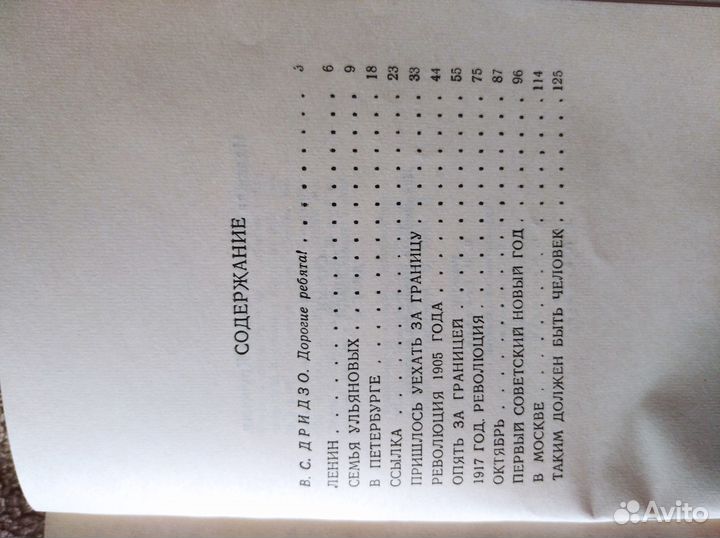 СОДЕРЖАНИЕ
В. С. ДРИДЗО. Дорогие ребята! . . . . . . . . 3
ЛЕНИН . . . . . . . . . . . . . . . . . 6
СЕМЬЯ УЛЬЯНОВЫХ . . . . . . . . . . . . 9
В ПЕТЕРБУРГЕ . . . . . . . . . . . . . . 18
ССЫЛКА . . . . . . . . . . . . . . . . 23
ПРИШЛОСЬ УЕХАТЬ ЗА ГРАНИЦУ . . . . . . . 33
РЕВОЛЮЦИЯ 1905 ГОДА . . . . . . . . . . 44
ОПЯТЬ ЗА ГРАНИЦЕЙ . . . . . . . . . . . 55
1917 ГОД. РЕВОЛЮЦИЯ . . . . . . . . . . 75
ОКТЯБРЬ . . . . . . . . . . . . . . . . 87
ПЕРВЫЙ СОВЕТСКИЙ НОВЫЙ ГОД . . . . . . . 96
В МОСКВЕ . . . . . . . . . . . . . . . 114
ТАКИМ ДОЛЖЕН БЫТЬ ЧЕЛОВЕК . . . . . . . 125
Avito